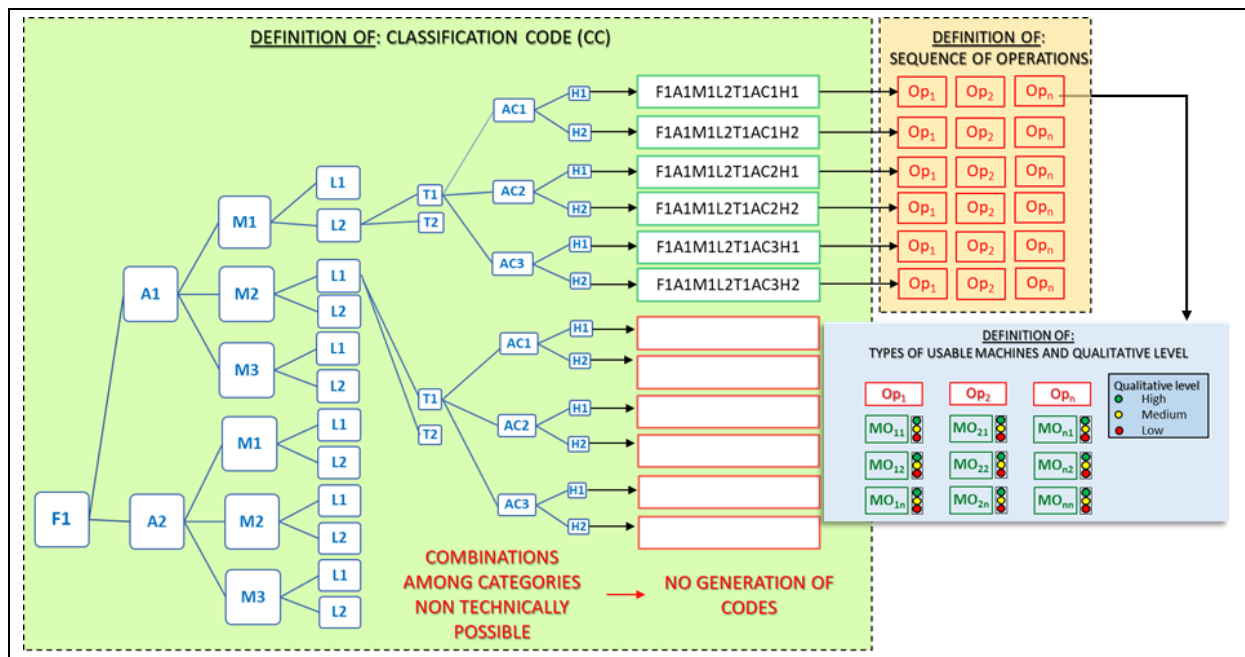 DEFINITION OF: CLASSIFICATION CODE (CC)
DEFINITION OF:
SEQUENCE OF OPERATIONS
H1
F1A1M1L2T1AC1H1
Op1 Op2 Opn
AC1
H2
F1A1M1L2T1AC1H2
Op1 Op2 Opn
L1
H1
F1A1M1L2T1AC2H1
Op1 Op2 Opn
T1
AC2
M1
H2
F1A1M1L2T1AC2H2
Op1 Op2 Opn
L2
T2
H1
F1A1M1L2T1AC3H1
Op1 Op2 Opn
AC3
L1
H2
F1A1M1L2T1AC3H2
Op1 Op2 Opn
A1
M2
L2
H1
AC1
L1
H2
M3
L2
T1
H1
AC2
M1
L1
T2
H2
L2
H1
AC3
L1
H2
F1
A2
M2
L2
L1
M3
L2
DEFINITION OF:
TYPES OF USABLE MACHINES AND QUALITATIVE LEVEL
Op1 Op2 Opn
Qualitative level
High
Medium
Low
MO11 MO21 MOn1
MO12 MO22 MOn2
MO1n MO2n MOnn
COMBINATIONS
AMONG CATEGORIES
NON TECHNICALLY
POSSIBLE
NO GENERATION OF
CODES